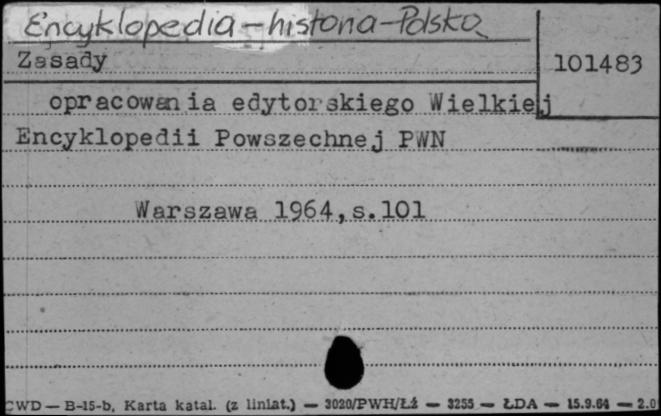 Encyklopedia-historia-Polska
Zasady
101483
opracowania edytorskiego Wielkiej
Encyklopedii Powszechnej PWN
Warszawa 1964,s.101
CWD — B-15-b, Karta katal. (z liniat.) — 3020/PWH/Łź — 3255 — ŁDA — 15.9.64 — 2.0